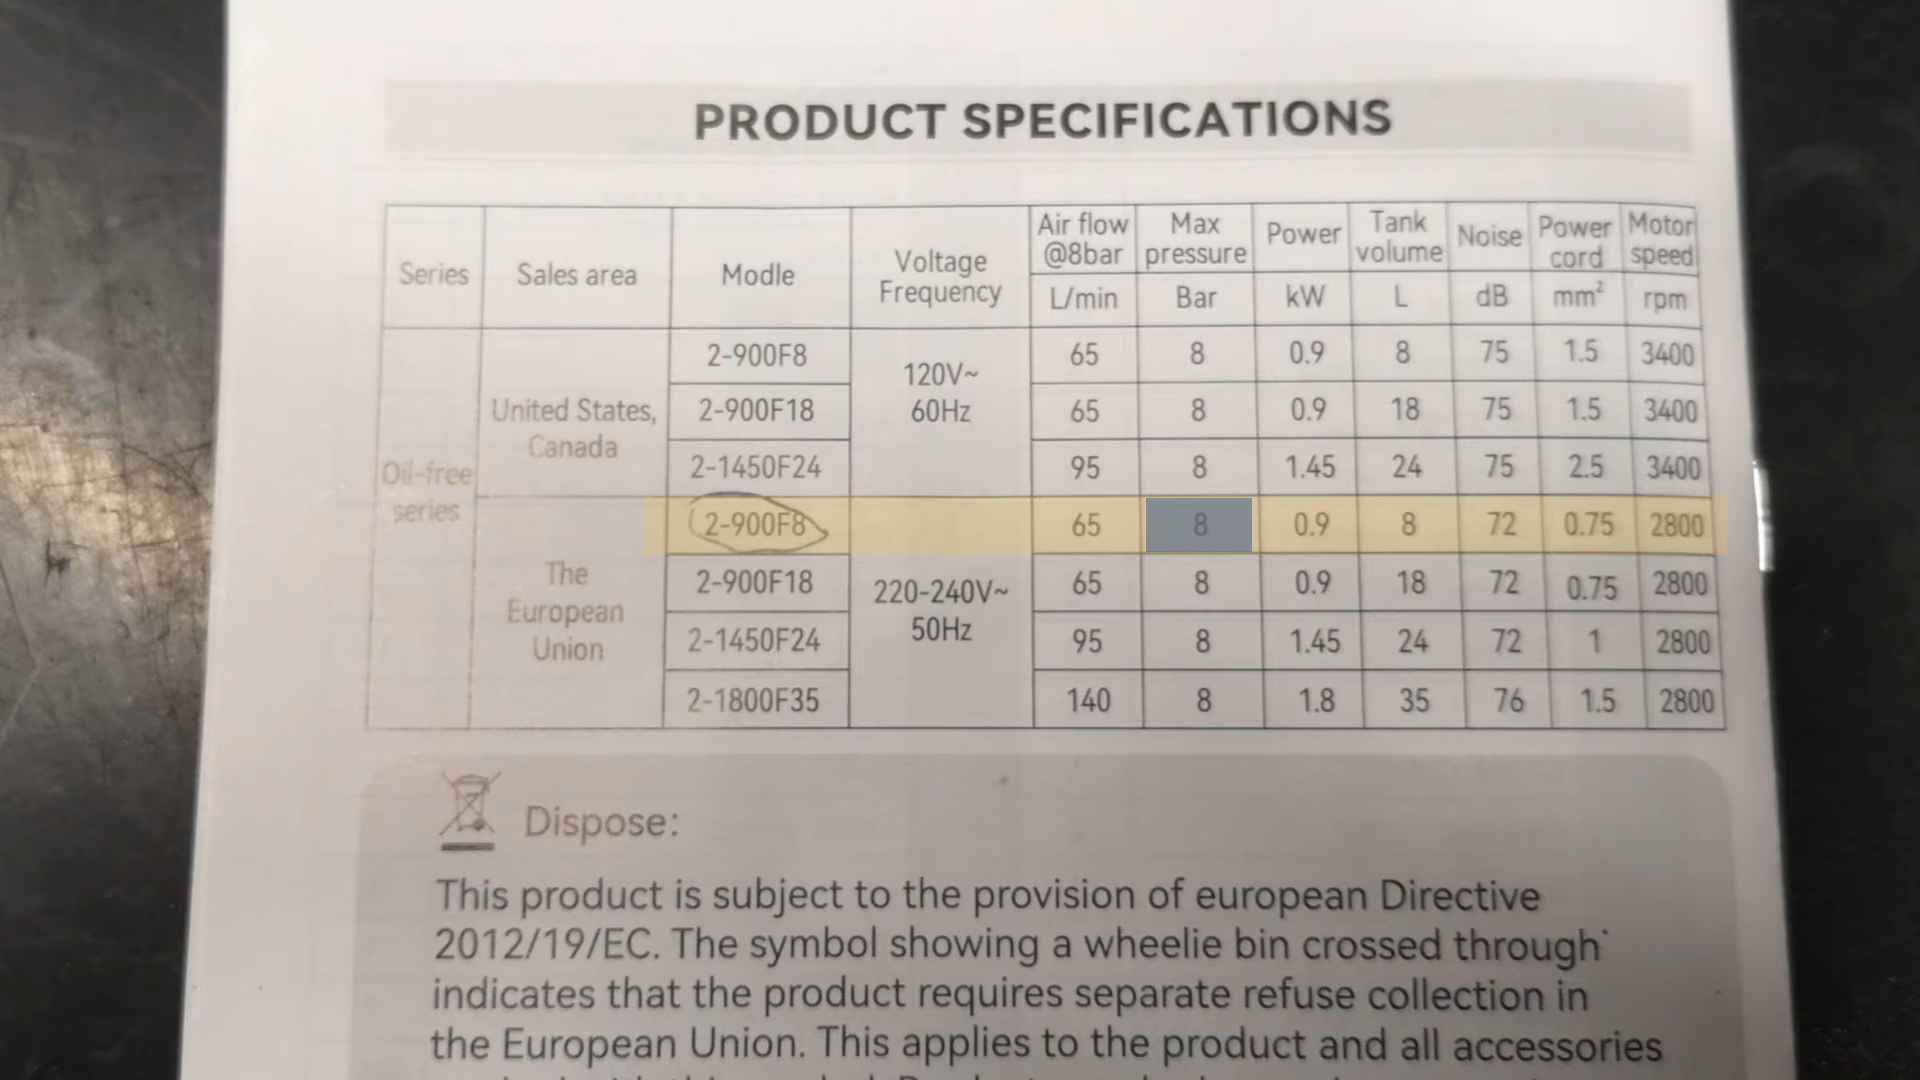 PRODUCT SPECIFICATIONS
Series Sales area Modle Voltage Frequency Air flow @8bar Max pressure Power Tank volume Noise Power cord Motor speed
L/min Bar kW L dB mm² rpm
Oil-free series United States, Canada 2-900F8 120V~ 60Hz 65 8 0.9 8 75 1.5 3400
2-900F18 65 8 0.9 18 75 1.5 3400
2-1450F24 95 8 1.45 24 75 2.5 3400
The European Union 2-900F8 220-240V~ 50Hz 65 8 0.9 8 72 0.75 2800
2-900F18 65 8 0.9 18 72 0.75 2800
2-1450F24 95 8 1.45 24 72 1 2800
2-1800F35 140 8 1.8 35 76 1.5 2800
Dispose:
This product is subject to the provision of european Directive
2012/19/EC. The symbol showing a wheelie bin crossed through
indicates that the product requires separate refuse collection in
the European Union. This applies to the product and all accessories